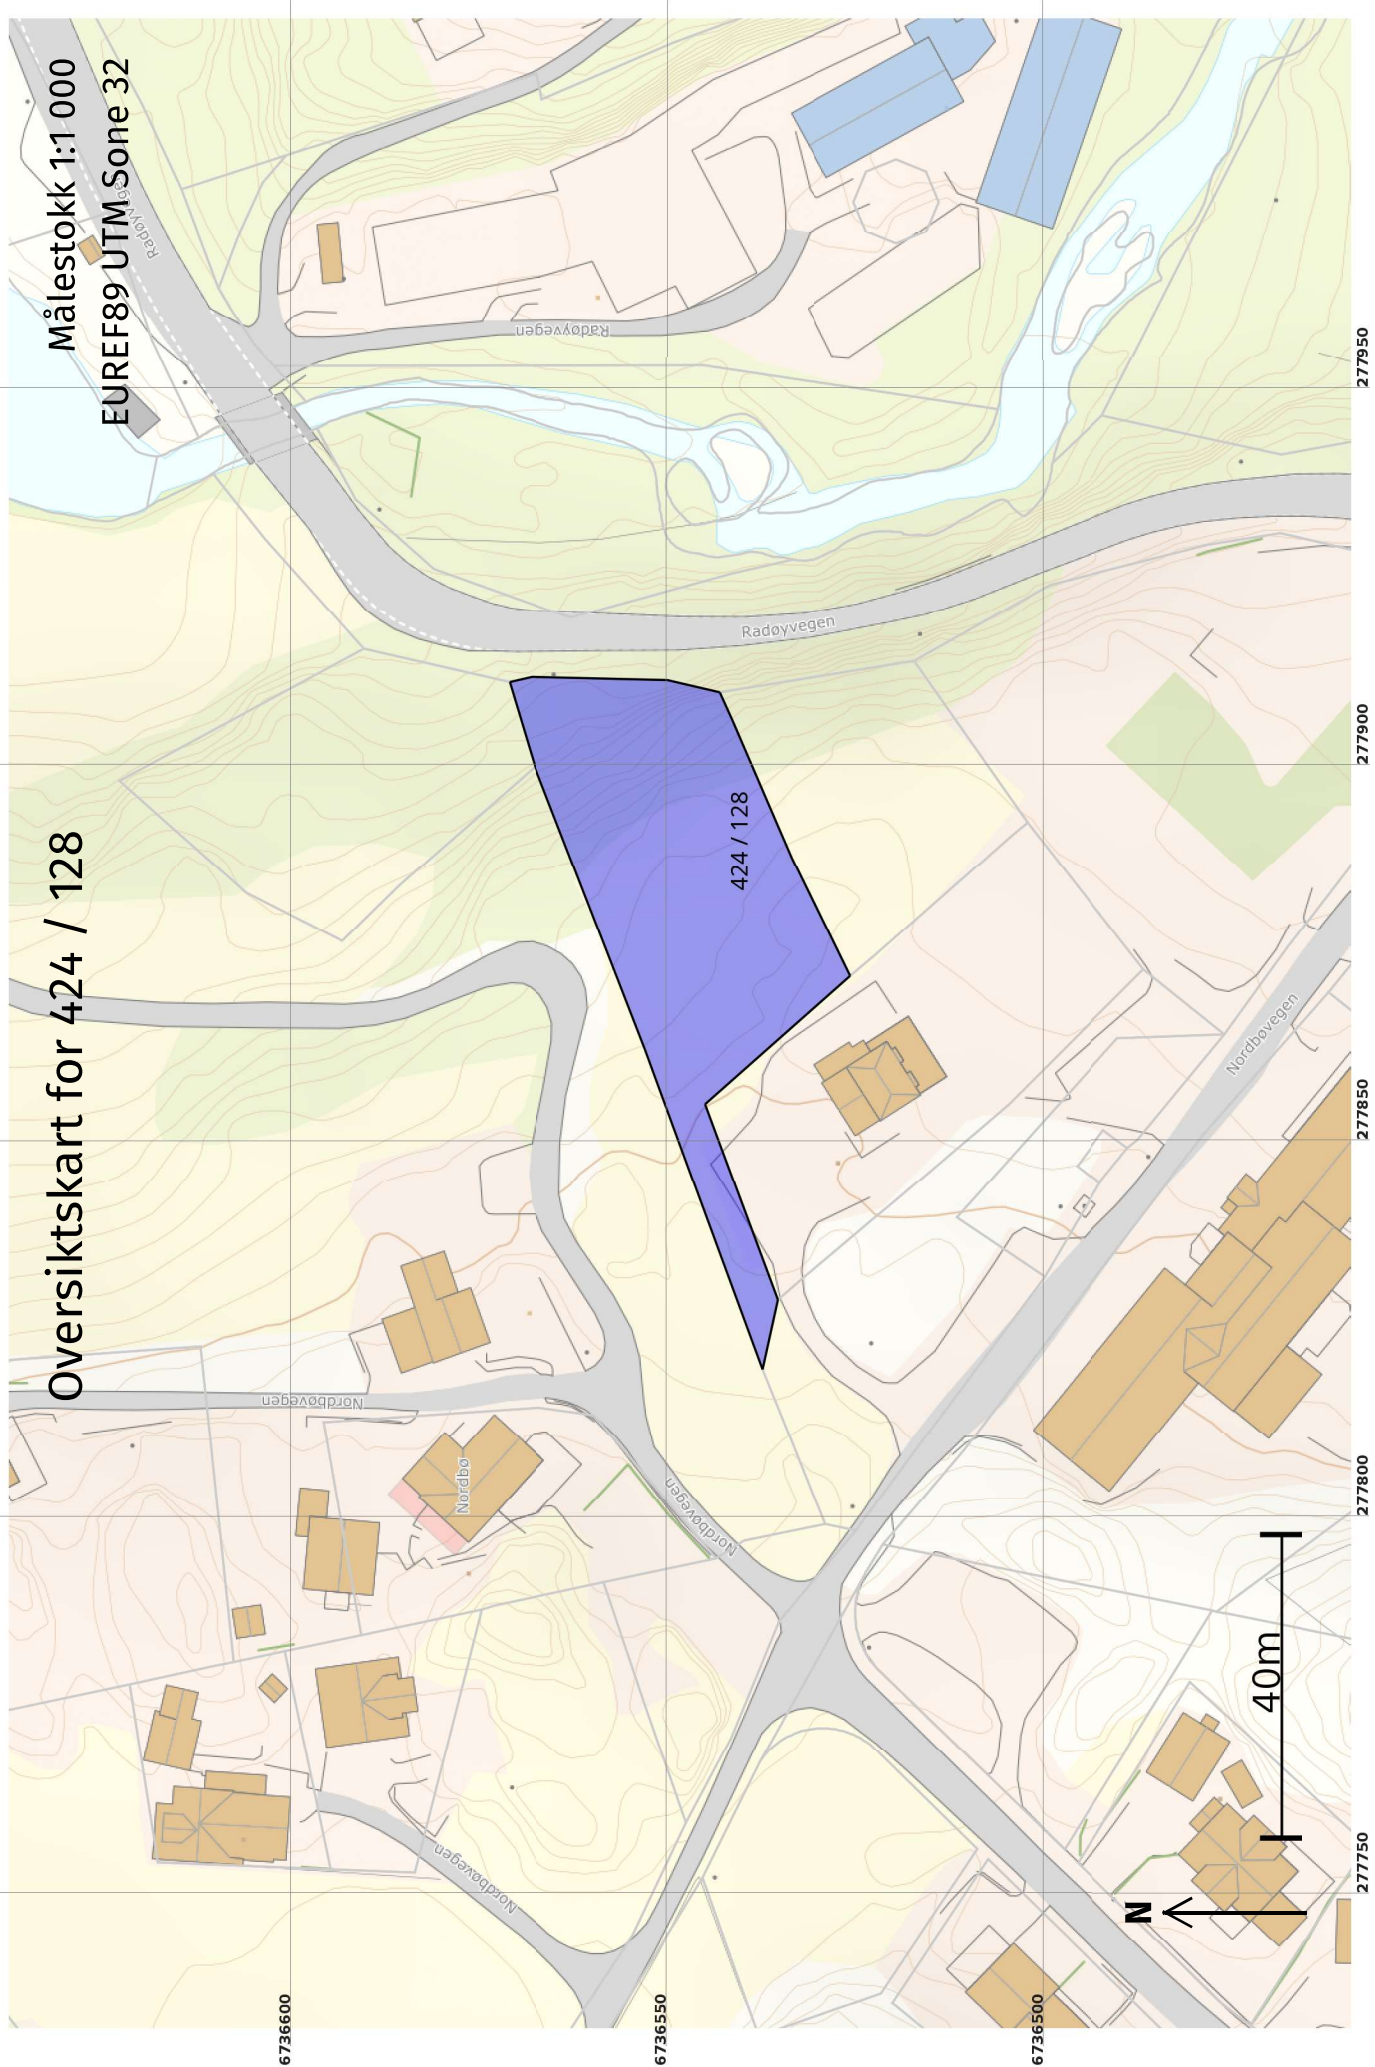 Oversiktskart for 424 / 128
Målestokk 1:1 000
EUREF89 UTM Sone 32
Radøyvegen
Radøyvegen
Radøyvegen
424 / 128
Nordbøvegen
Nordbøvegen
Nordbø
Nordbøvegen
Nordbøvegen
6736600
6736550
6736500
277750
277800
277850
277900
277950
N
40m